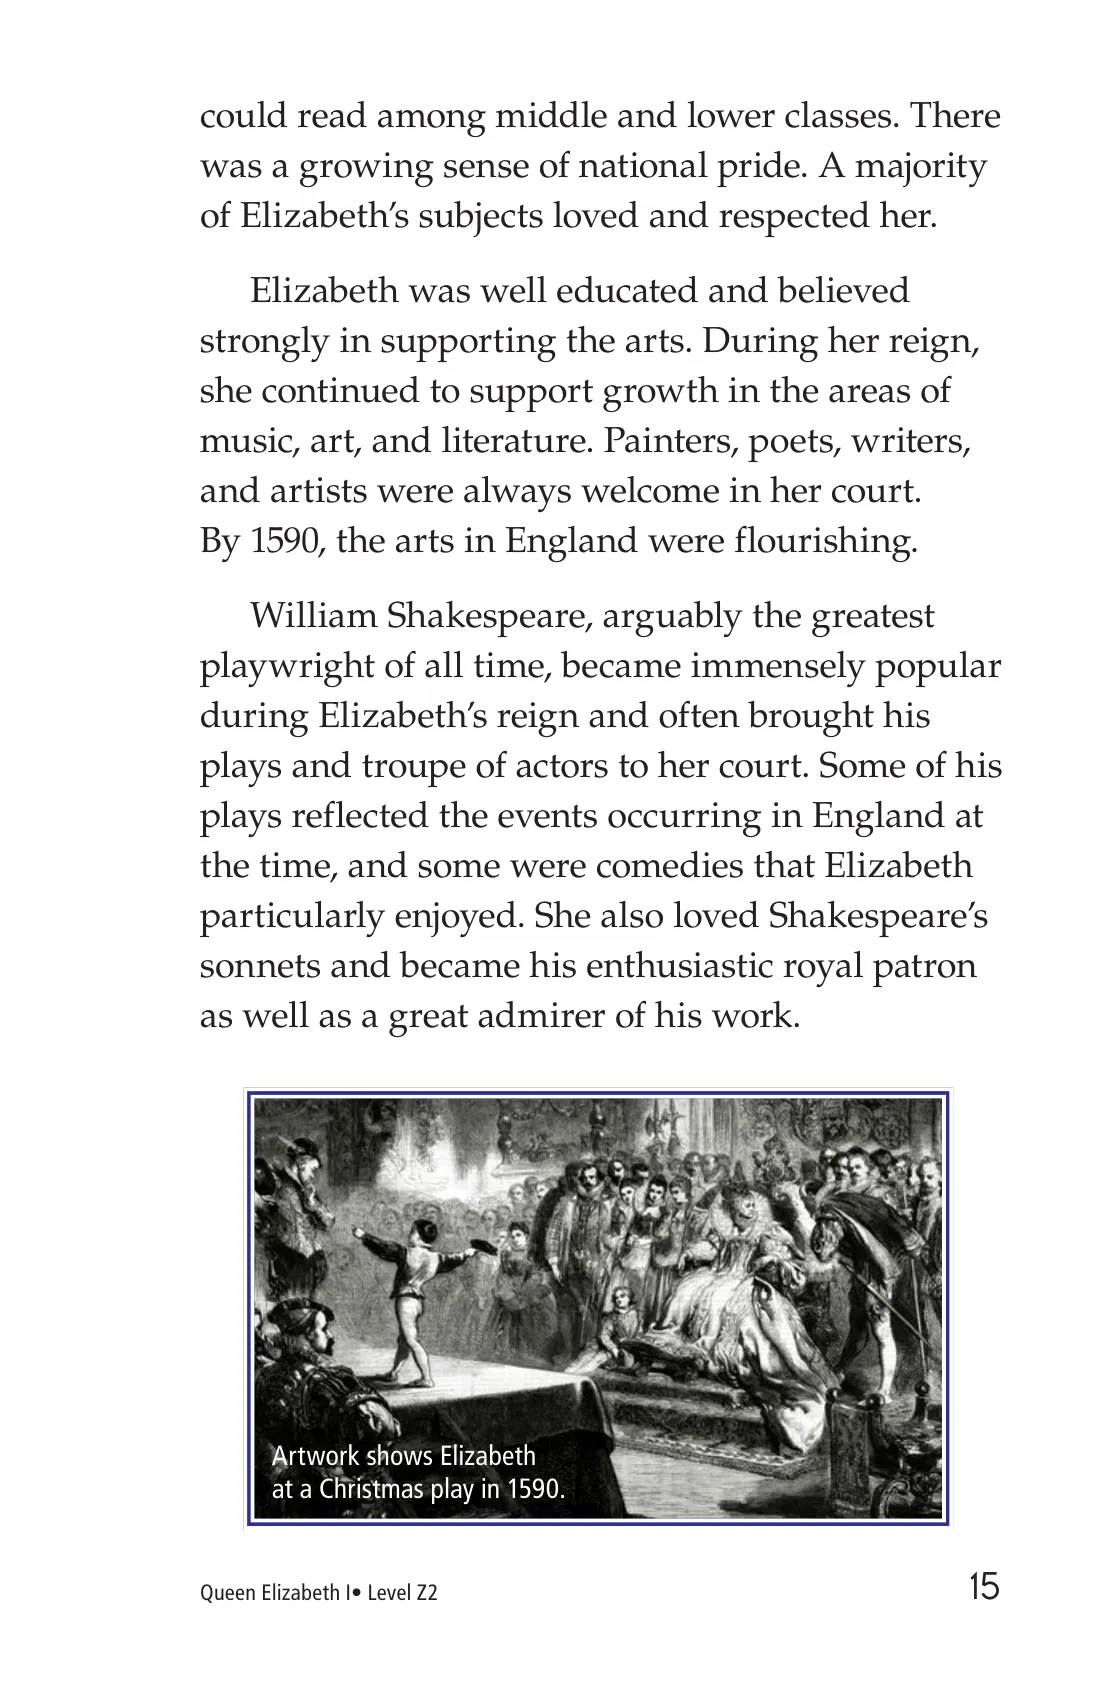 could read among middle and lower classes. There
was a growing sense of national pride. A majority
of Elizabeth’s subjects loved and respected her.
Elizabeth was well educated and believed
strongly in supporting the arts. During her reign,
she continued to support growth in the areas of
music, art, and literature. Painters, poets, writers,
and artists were always welcome in her court.
By 1590, the arts in England were flourishing.
William Shakespeare, arguably the greatest
playwright of all time, became immensely popular
during Elizabeth’s reign and often brought his
plays and troupe of actors to her court. Some of his
plays reflected the events occurring in England at
the time, and some were comedies that Elizabeth
particularly enjoyed. She also loved Shakespeare’s
sonnets and became his enthusiastic royal patron
as well as a great admirer of his work.
Artwork shows Elizabeth
at a Christmas play in 1590.
Queen Elizabeth I• Level Z2 15